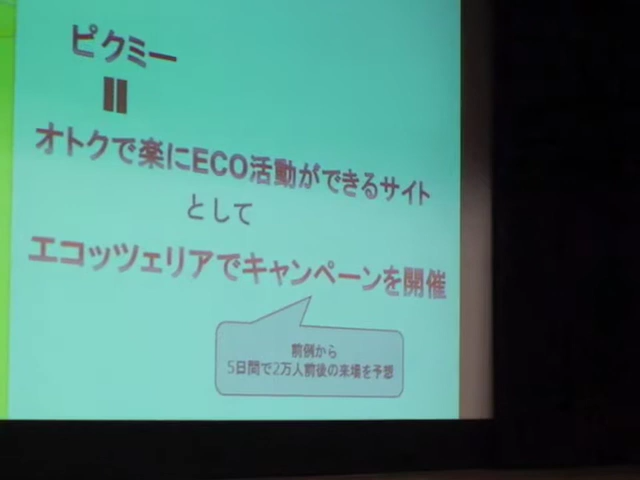 ピクミー
＝
オトクで楽にECO活動ができるサイト
として
エコッツェリアでキャンペーンを開催
前例から
5日間で2万人前後の来場を予想